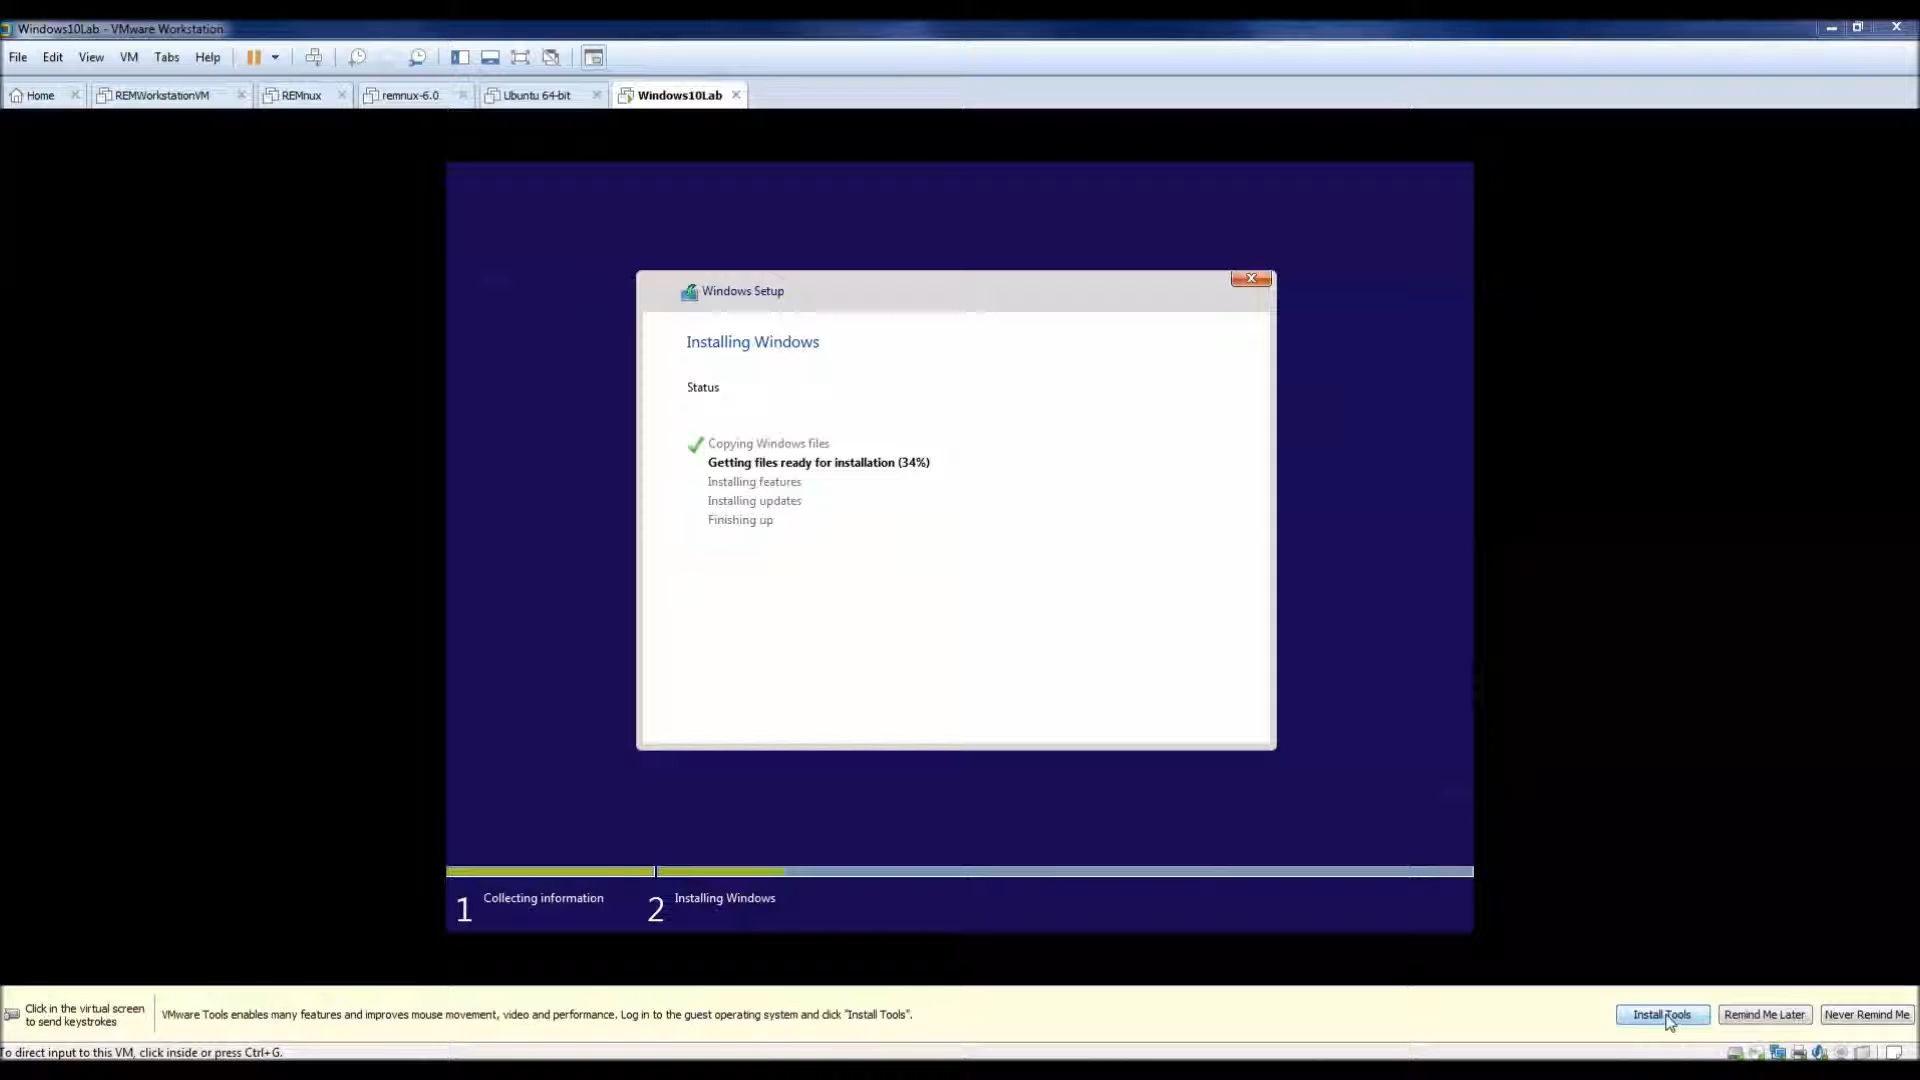 Windows10Lab - VMware Workstation
File Edit View VM Tabs Help
Home REMWorkstationVM REMnux remnux-6.0 Ubuntu 64-bit Windows10Lab
Windows Setup
Installing Windows
Status
Copying Windows files
Getting files ready for installation (34%)
Installing features
Installing updates
Finishing up
1 Collecting information 2 Installing Windows
Click in the virtual screen
to send keystrokes
VMware Tools enables many features and improves mouse movement, video and performance. Log in to the guest operating system and click "Install Tools".
Install Tools Remind Me Later Never Remind Me
To direct input to this VM, click inside or press Ctrl+G.